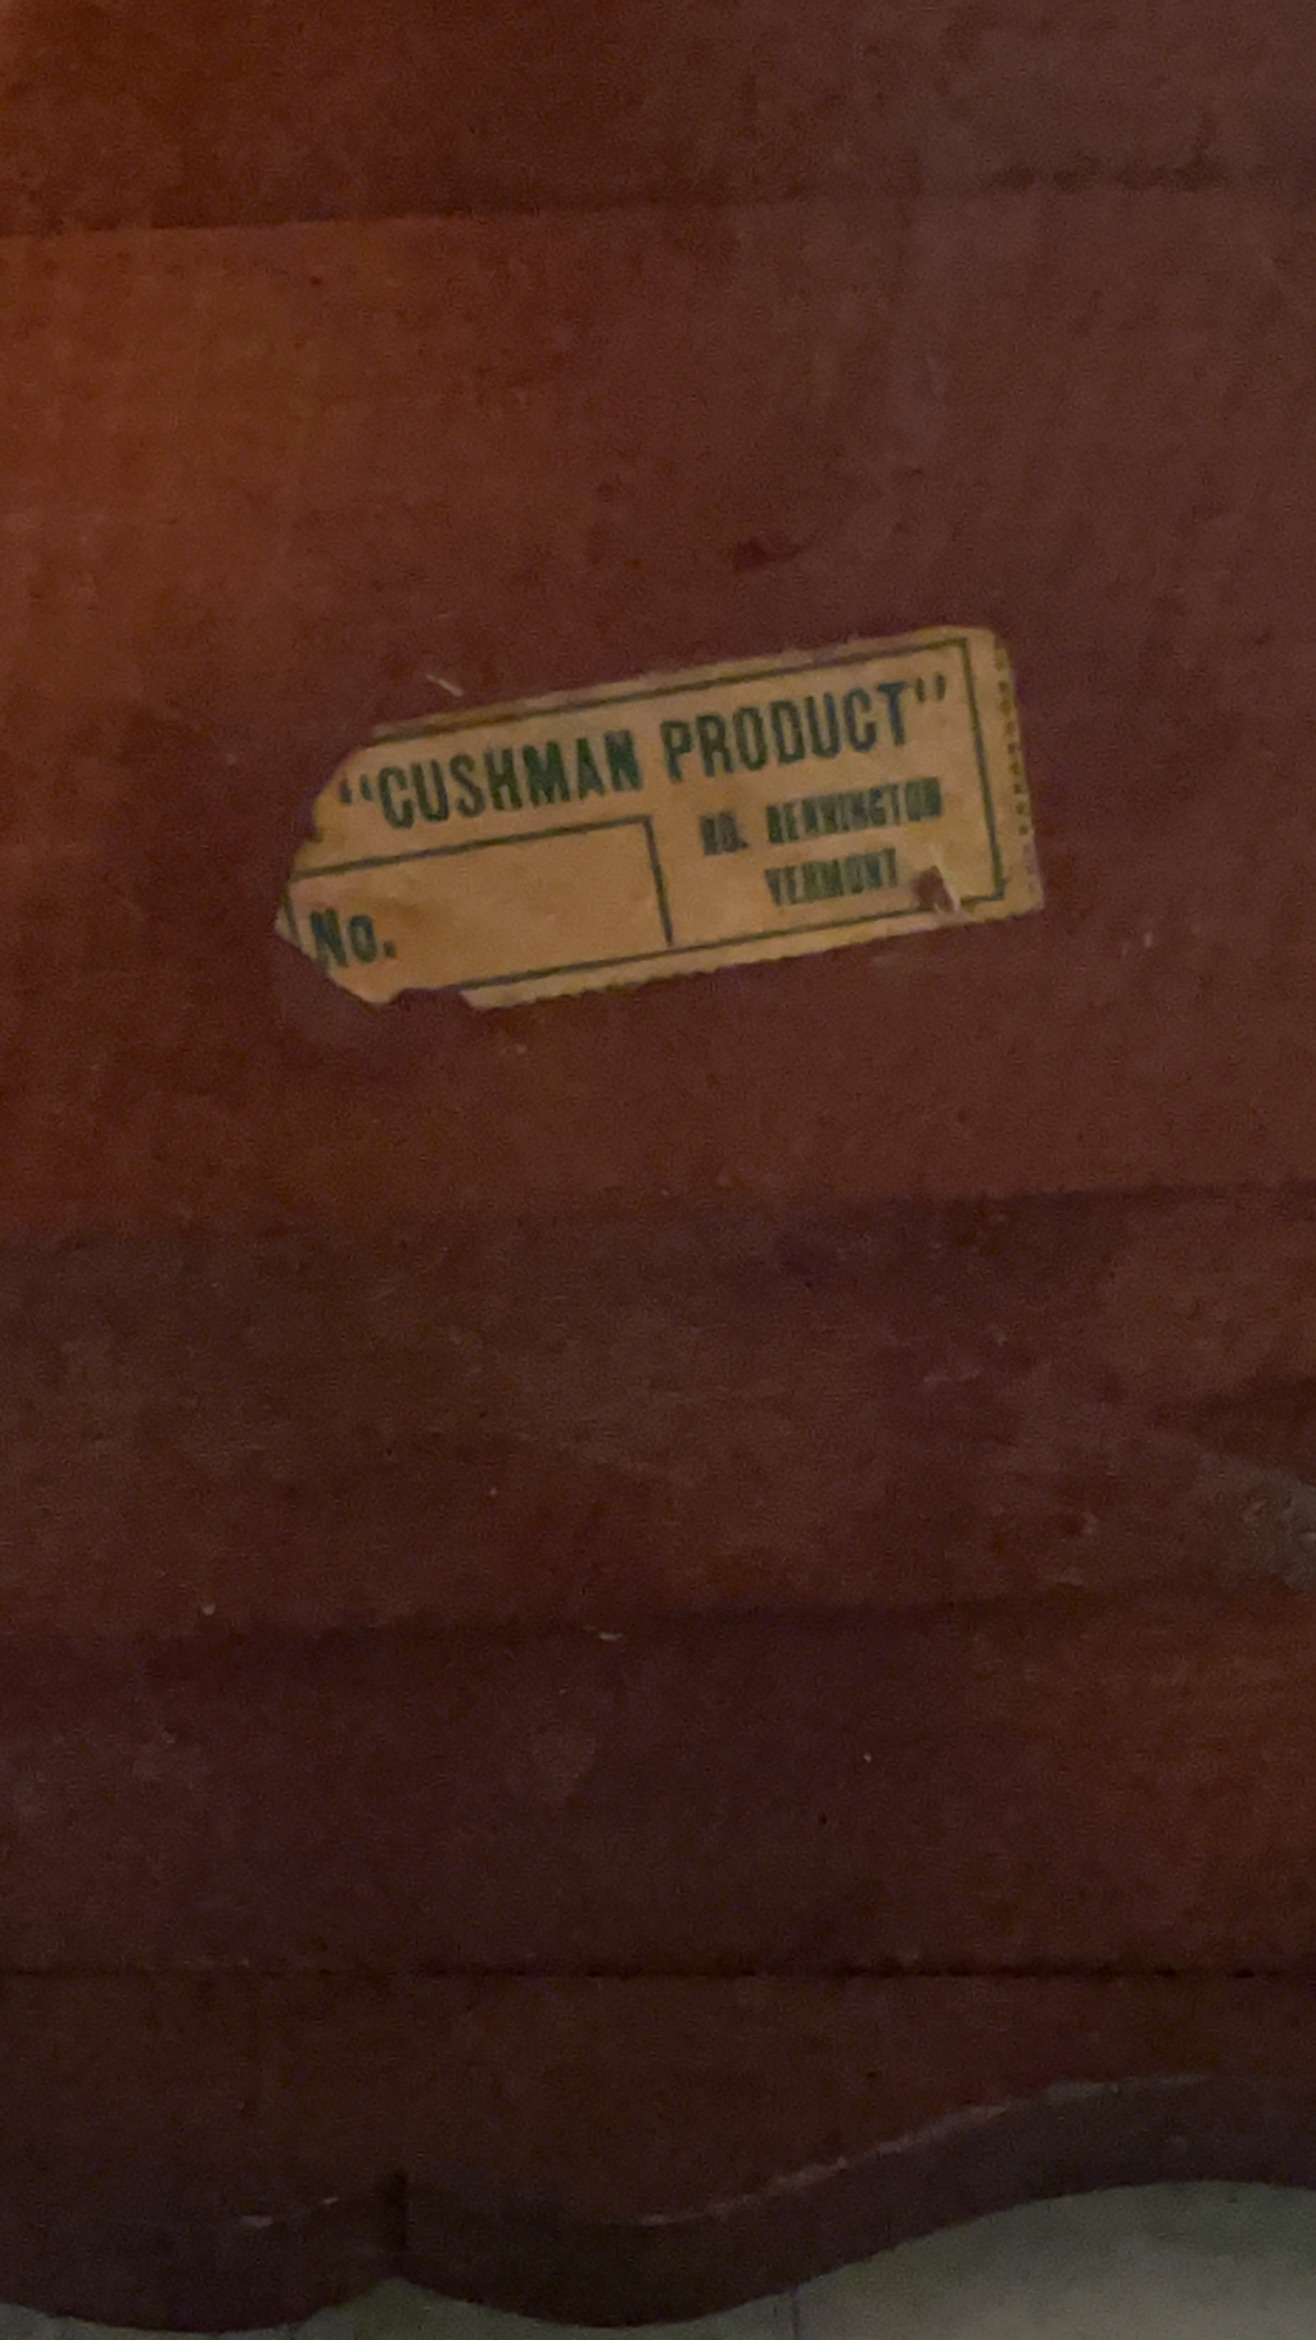 "CUSHMAN PRODUCT"
NO. BENNINGTON
VERMONT
No.